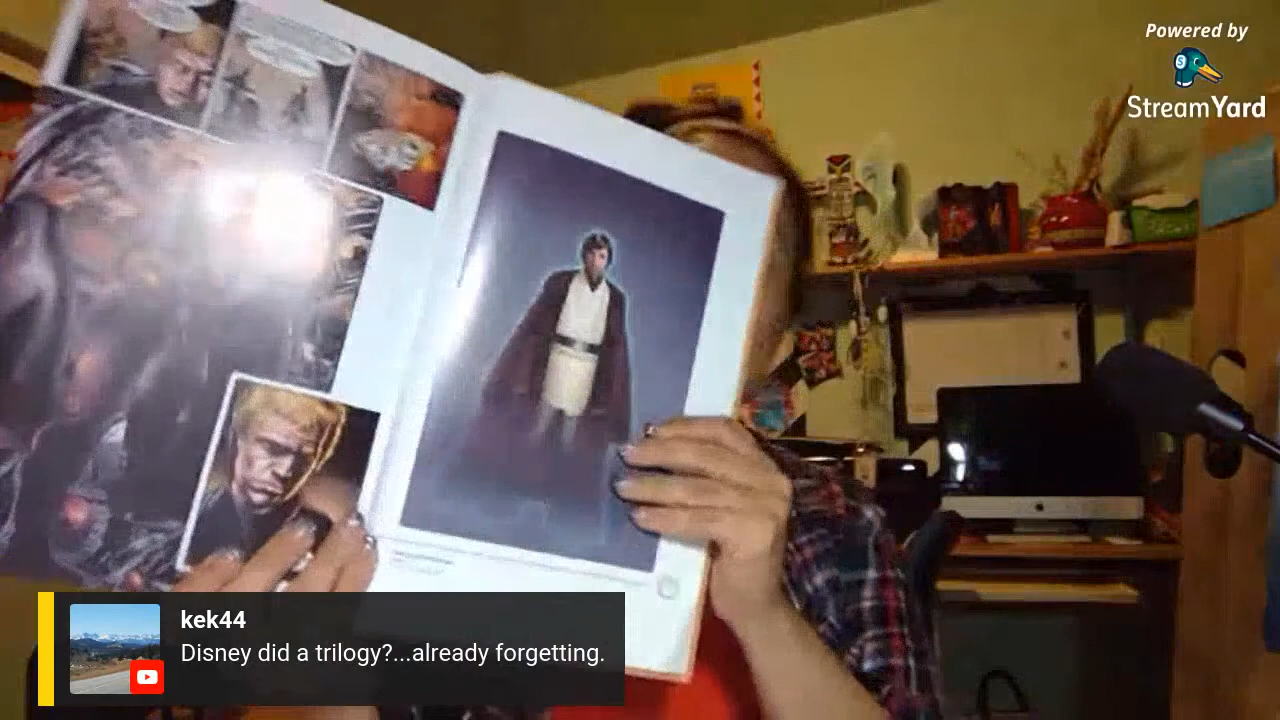 Powered by
StreamYard
kek44
Disney did a trilogy?...already forgetting.